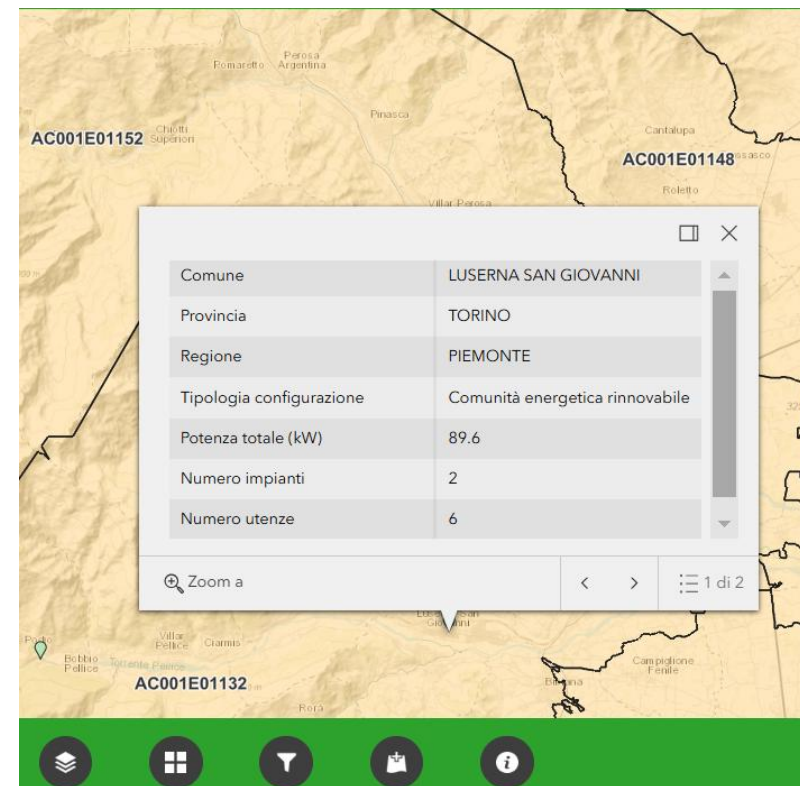 Perosa
Pomaretto Argentina
Pinasca
Chiotti
AC001E01152 Superiori
Cantalupa
AC001E01148
Roletto
Villar Perosa
Comune LUSERNA SAN GIOVANNI
Provincia TORINO
Regione PIEMONTE
Tipologia configurazione Comunità energetica rinnovabile
Potenza totale (kW) 89.6
Numero impianti 2
Numero utenze 6
Zoom a 1 di 2
Villar
Pellice Ciarmis
Bobbio
Pellice
Campiglione
Fenile
AC001E01132
Rorà